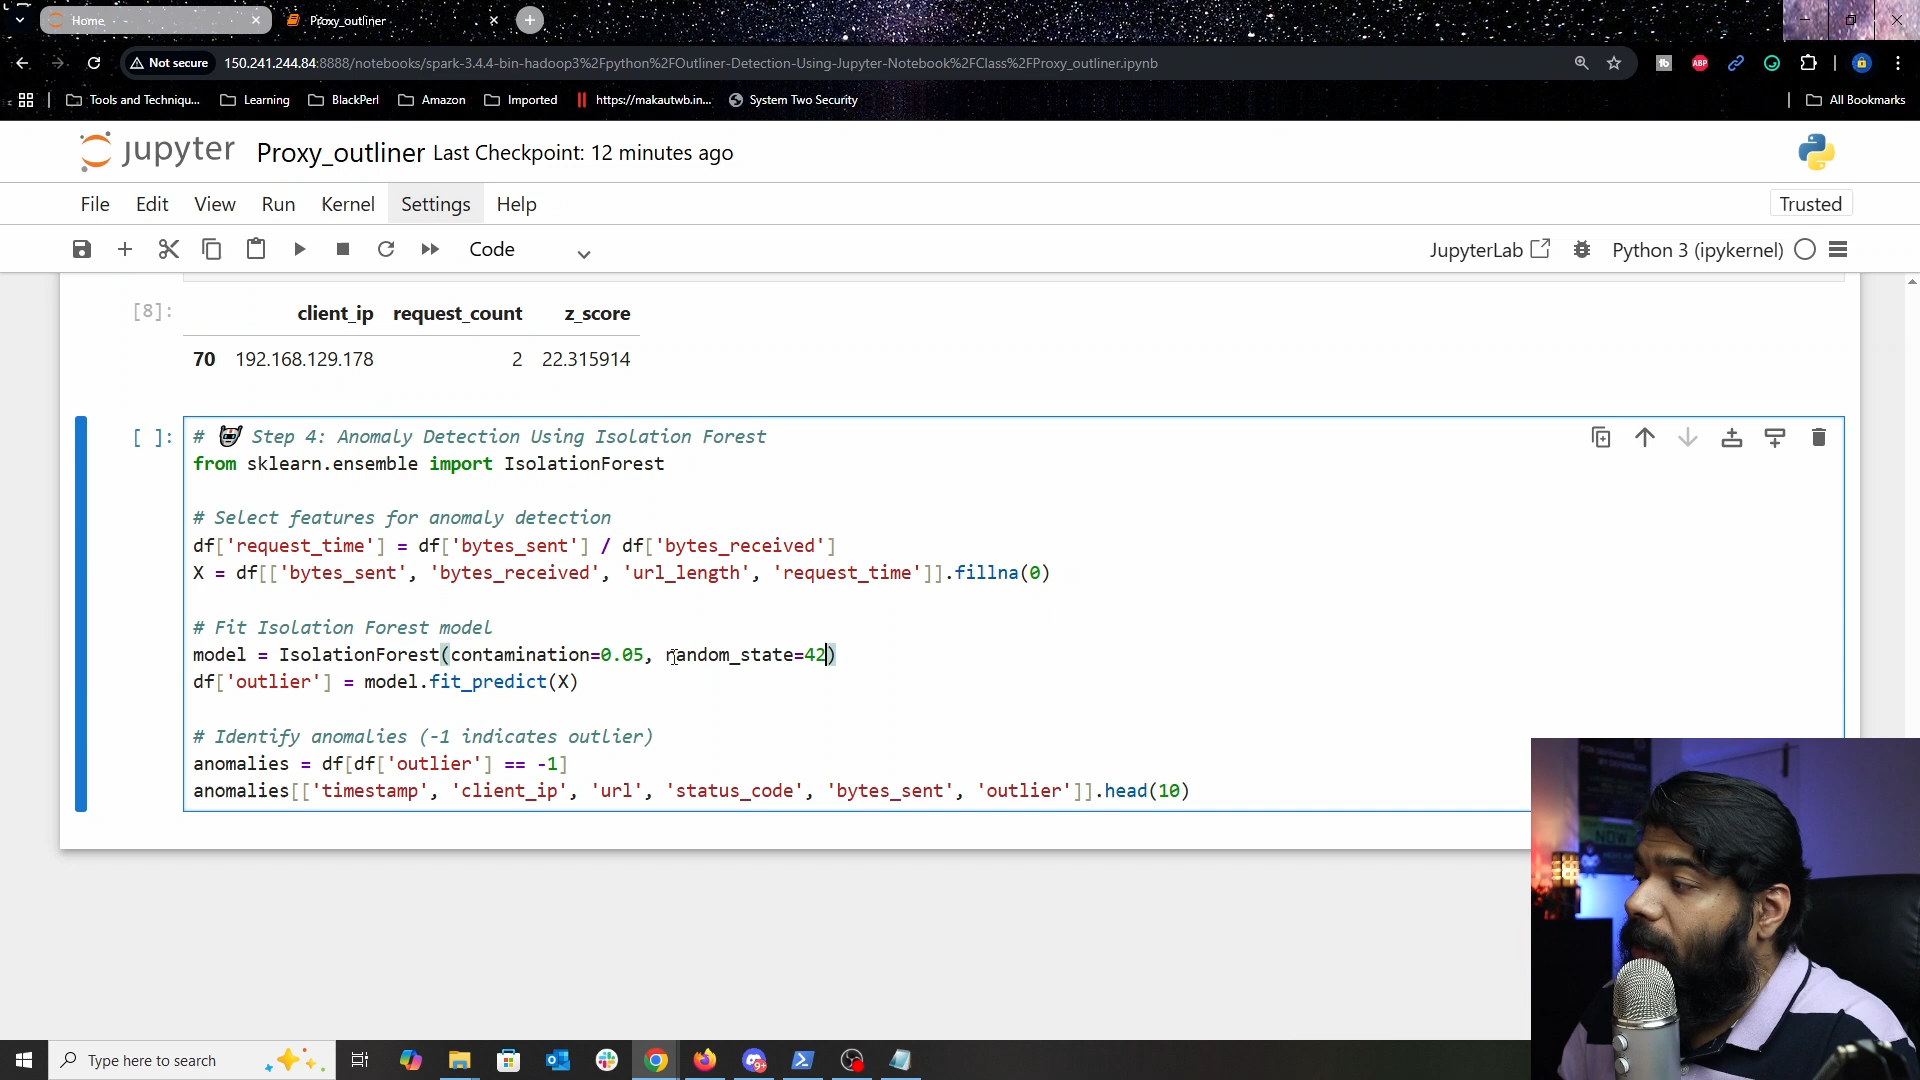 Home
Proxy_outliner
Not secure
150.241.244.84:8888/notebooks/spark-3.4.4-bin-hadoop3%2Fpython%2FOutliner-Detection-Using-Jupyter-Notebook%2FClass%2FProxy_outlier.ipynb
ABP
Tools and Techniqu...
Learning
BlackPerl
Amazon
Imported
https://makautwb.in...
System Two Security
All Bookmarks
jupyter
Proxy_outliner
Last Checkpoint: 12 minutes ago
File
Edit
View
Run
Kernel
Settings
Help
Trusted
Code
JupyterLab
Python 3 (ipykernel)
[8]:
client_ip request_count z_score
70 192.168.129.178 2 22.315914
[ ]:
# Step 4: Anomaly Detection Using Isolation Forest
from sklearn.ensemble import IsolationForest
# Select features for anomaly detection
df['request_time'] = df['bytes_sent'] / df['bytes_received']
X = df[['bytes_sent', 'bytes_received', 'url_length', 'request_time']].fillna(0)
# Fit Isolation Forest model
model = IsolationForest(contamination=0.05, random_state=42)
df['outlier'] = model.fit_predict(X)
# Identify anomalies (-1 indicates outlier)
anomalies = df[df['outlier'] == -1]
anomalies[['timestamp', 'client_ip', 'url', 'status_code', 'bytes_sent', 'outlier']].head(10)
Type here to search